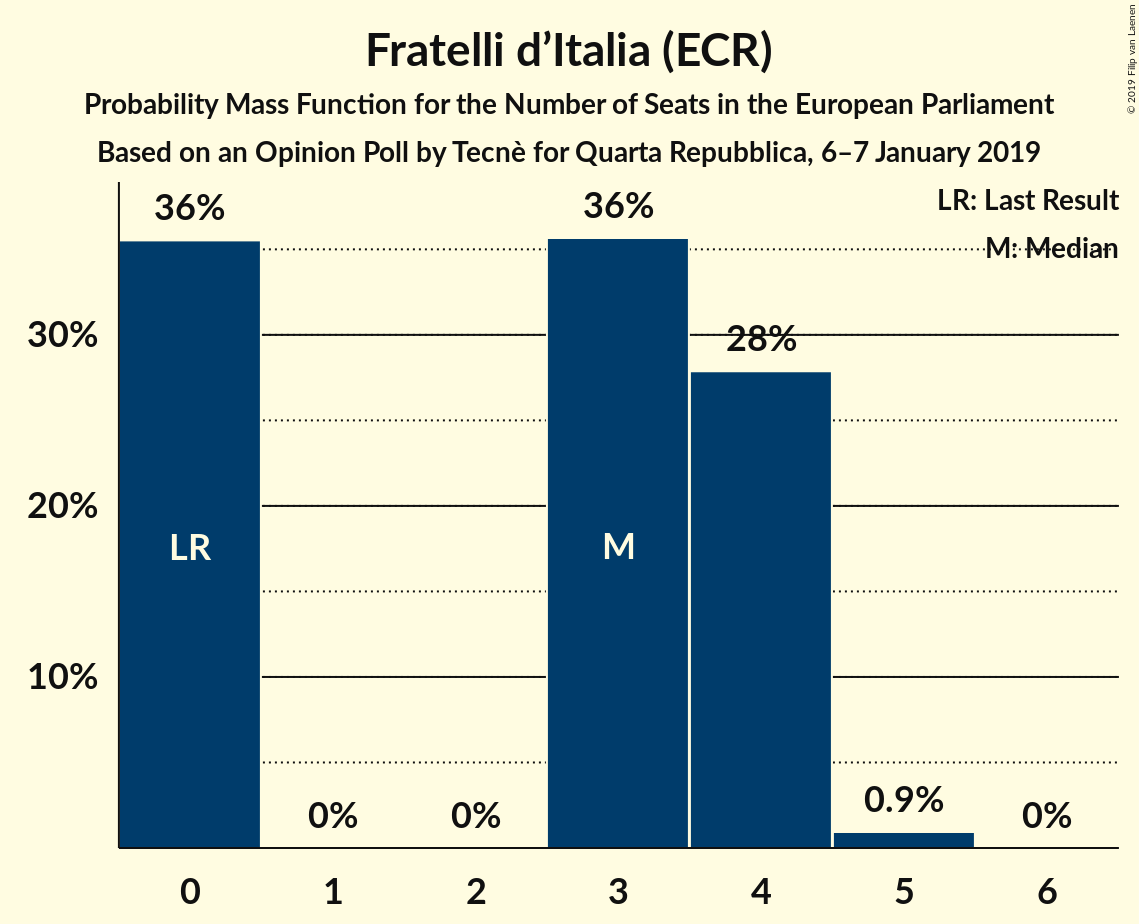 Fratelli d’Italia (ECR)
Probability Mass Function for the Number of Seats in the European Parliament
Based on an Opinion Poll by Tecnè for Quarta Repubblica, 6–7 January 2019
© 2019 Filip van Laenen
LR: Last Result
M: Median
36%
36%
28%
30%
20%
10%
LR
M
0%
0%
0.9%
0%
0
1
2
3
4
5
6